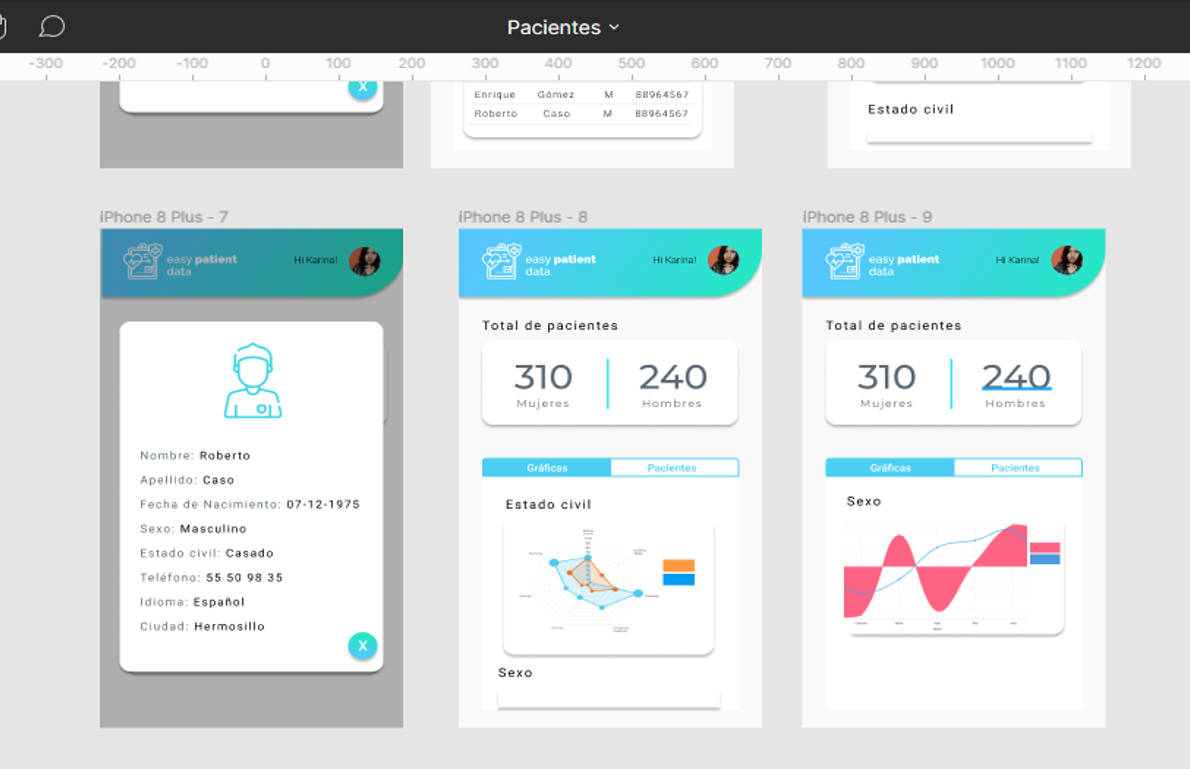 Pacientes
-300 -200 -100 0 100 200 300 400 500 600 700 800 900 1000 1100 1200
X
Enrique Gómez M 88964567
Roberto Caso M 88964567
Estado civil
iPhone 8 Plus - 7
easy patient
data
Hi Karina!
Nombre: Roberto
Apellido: Caso
Fecha de Nacimiento: 07-12-1975
Sexo: Masculino
Estado civil: Casado
Teléfono: 55 50 98 35
Idioma: Español
Ciudad: Hermosillo
X
iPhone 8 Plus - 8
easy patient
data
Hi Karina!
Total de pacientes
310 240
Mujeres Hombres
Gráficas Pacientes
Estado civil
Sexo
iPhone 8 Plus - 9
easy patient
data
Hi Karina!
Total de pacientes
310 240
Mujeres Hombres
Gráficas Pacientes
Sexo